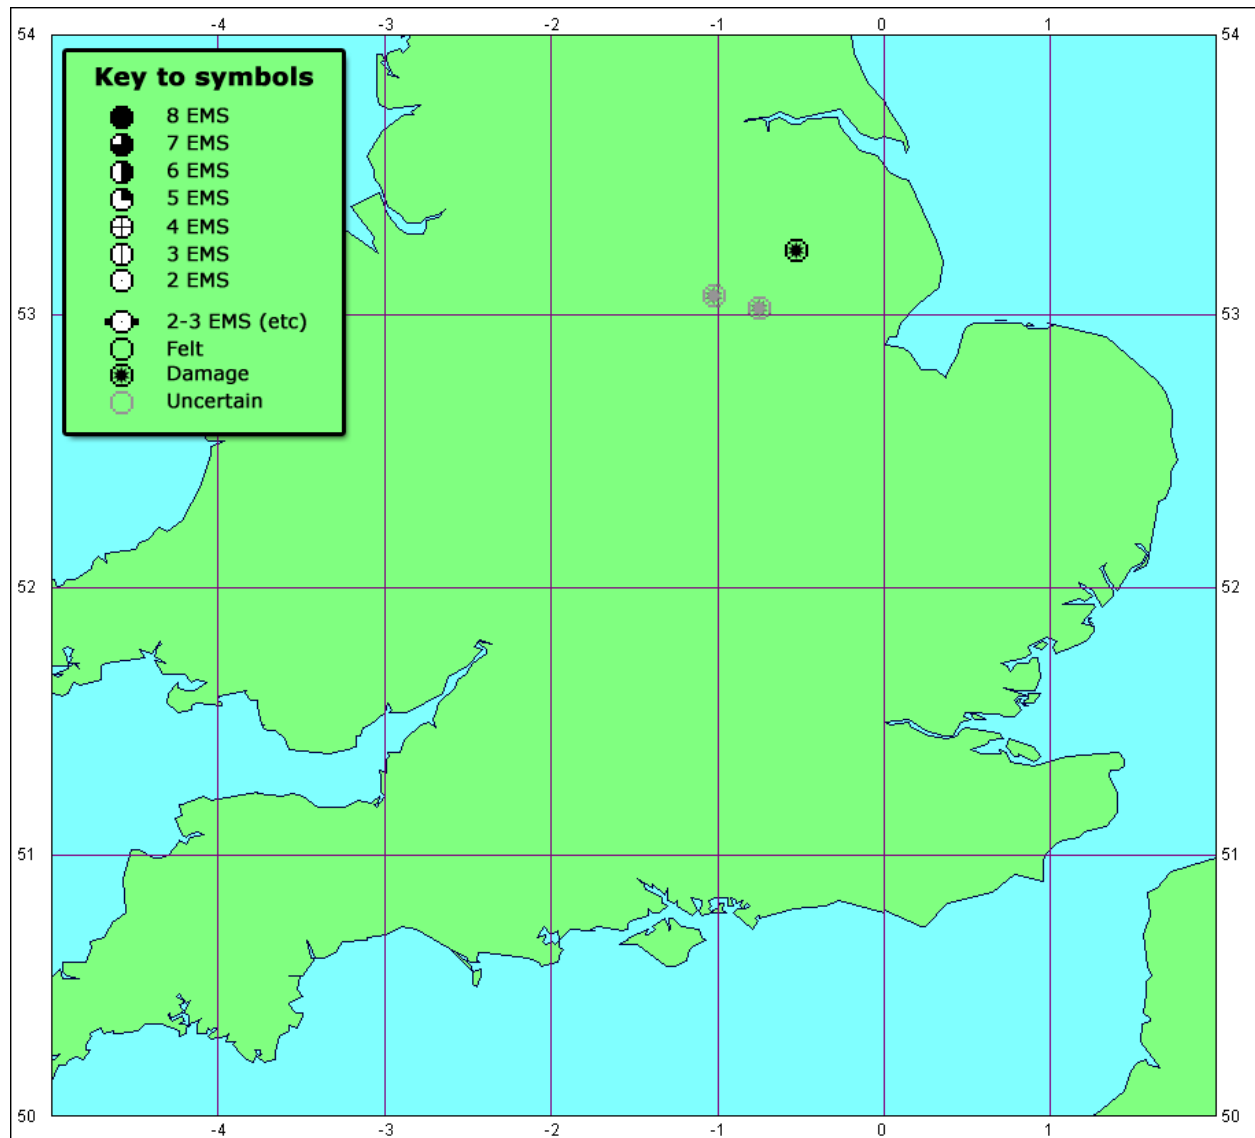 -4 -3 -2 -1 0 1
54 54
Key to symbols
8 EMS
7 EMS
6 EMS
5 EMS
4 EMS
3 EMS
2 EMS
2-3 EMS (etc)
Felt
Damage
Uncertain
53 53
52 52
51 51
50 50
-4 -3 -2 -1 0 1